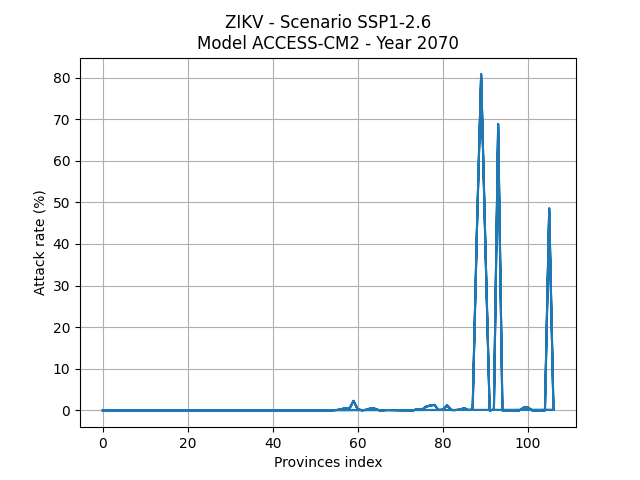 ZIKV - Scenario SSP1-2.6
Model ACCESS-CM2 - Year 2070
Attack rate (%)
80
70
60
50
40
30
20
10
0
0 20 40 60 80 100
Provinces index